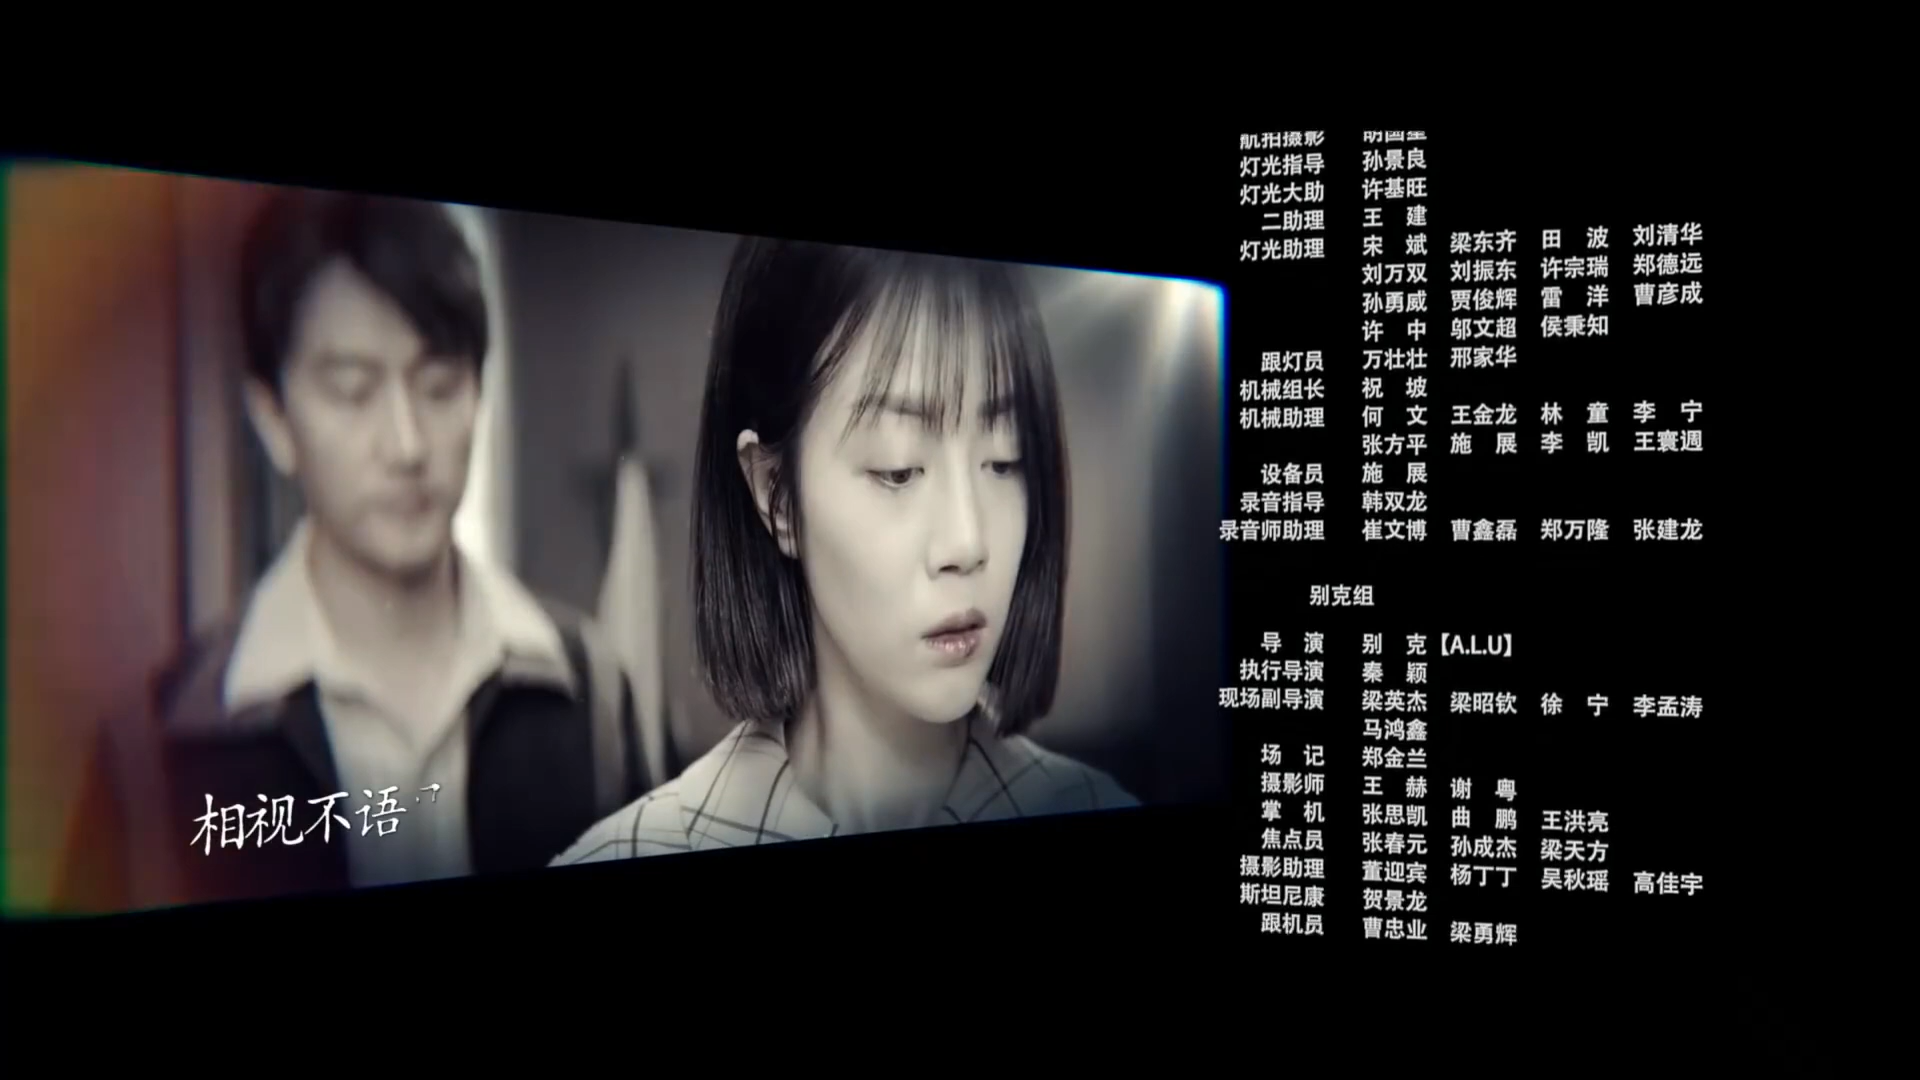 灯光指导 孙景良
灯光大助 许基旺
二助理 王 建
灯光助理 宋 斌 梁东齐 田 波 刘清华
刘万双 刘振东 许宗瑞 郑德远
孙勇威 贾俊辉 雷 洋 曹彦成
许 中 邬文超 侯秉知
跟灯员 万壮壮 邢家华
机械组长 祝 坡
机械助理 何 文 王金龙 林 童 李 宁
张方平 施 展 李 凯 王寰週
设备员 施 展
录音指导 韩双龙
录音师助理 崔文博 曹鑫磊 郑万隆 张建龙
别克组
导 演 别 克【A.L.U】
执行导演 秦 颖
现场副导演 梁英杰 梁昭钦 徐 宁 李孟涛
马鸿鑫
场 记 郑金兰
摄影师 王 赫 谢 粤
掌 机 张思凯 曲 鹏 王洪亮
焦点员 张春元 孙成杰 梁天方
摄影助理 董迎宾 杨丁丁 吴秋瑶 高佳宇
斯坦尼康 贺景龙
跟机员 曹忠业 梁勇辉
相视不语